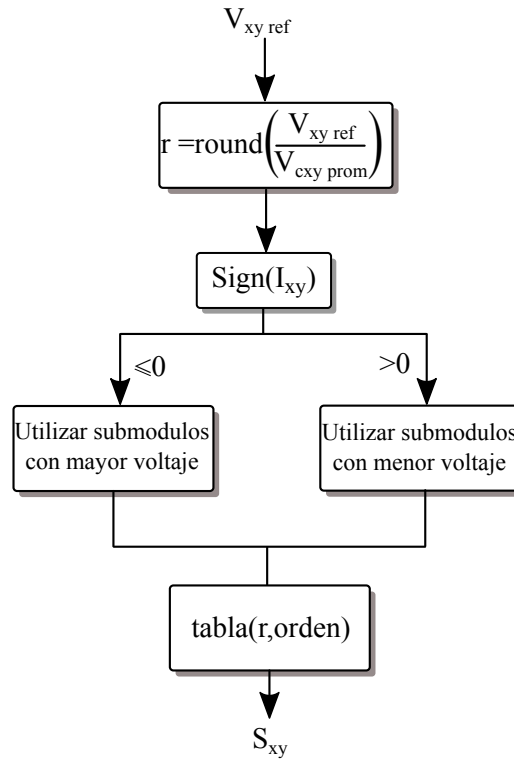 V_xy ref
r =round(V_xy ref / V_cxy prom)
Sign(I_xy)
⩽0
>0
Utilizar submodulos
con mayor voltaje
Utilizar submodulos
con menor voltaje
tabla(r,orden)
S_xy